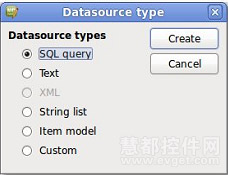 Datasource type
Datasource types
SQL query
Create
Text
Cancel
XML
String list
Item model
Custom
慧都控件网
www.evget.com